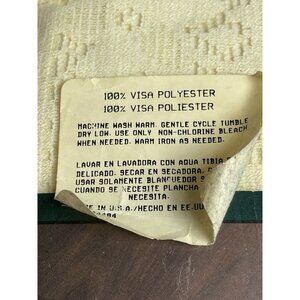 100% VISA POLYESTER
100% VISA POLIESTER
MACHINE WASH WARM. GENTLE CYCLE TUMBLE
DRY LOW. USE ONLY NON-CHLORINE BLEACH
WHEN NEEDED. WARM IRON AS NEEDED.
LAVAR EN LAVADORA CON AGUA TIBIA
DELICADO. SECAR EN SECADORA.
USAR SOLAMENTE BLANQUEDOR
CUANDO SE NECESITE PLANCHA
NECESITA.
IN U.S.A./HECHO EN EE.UU